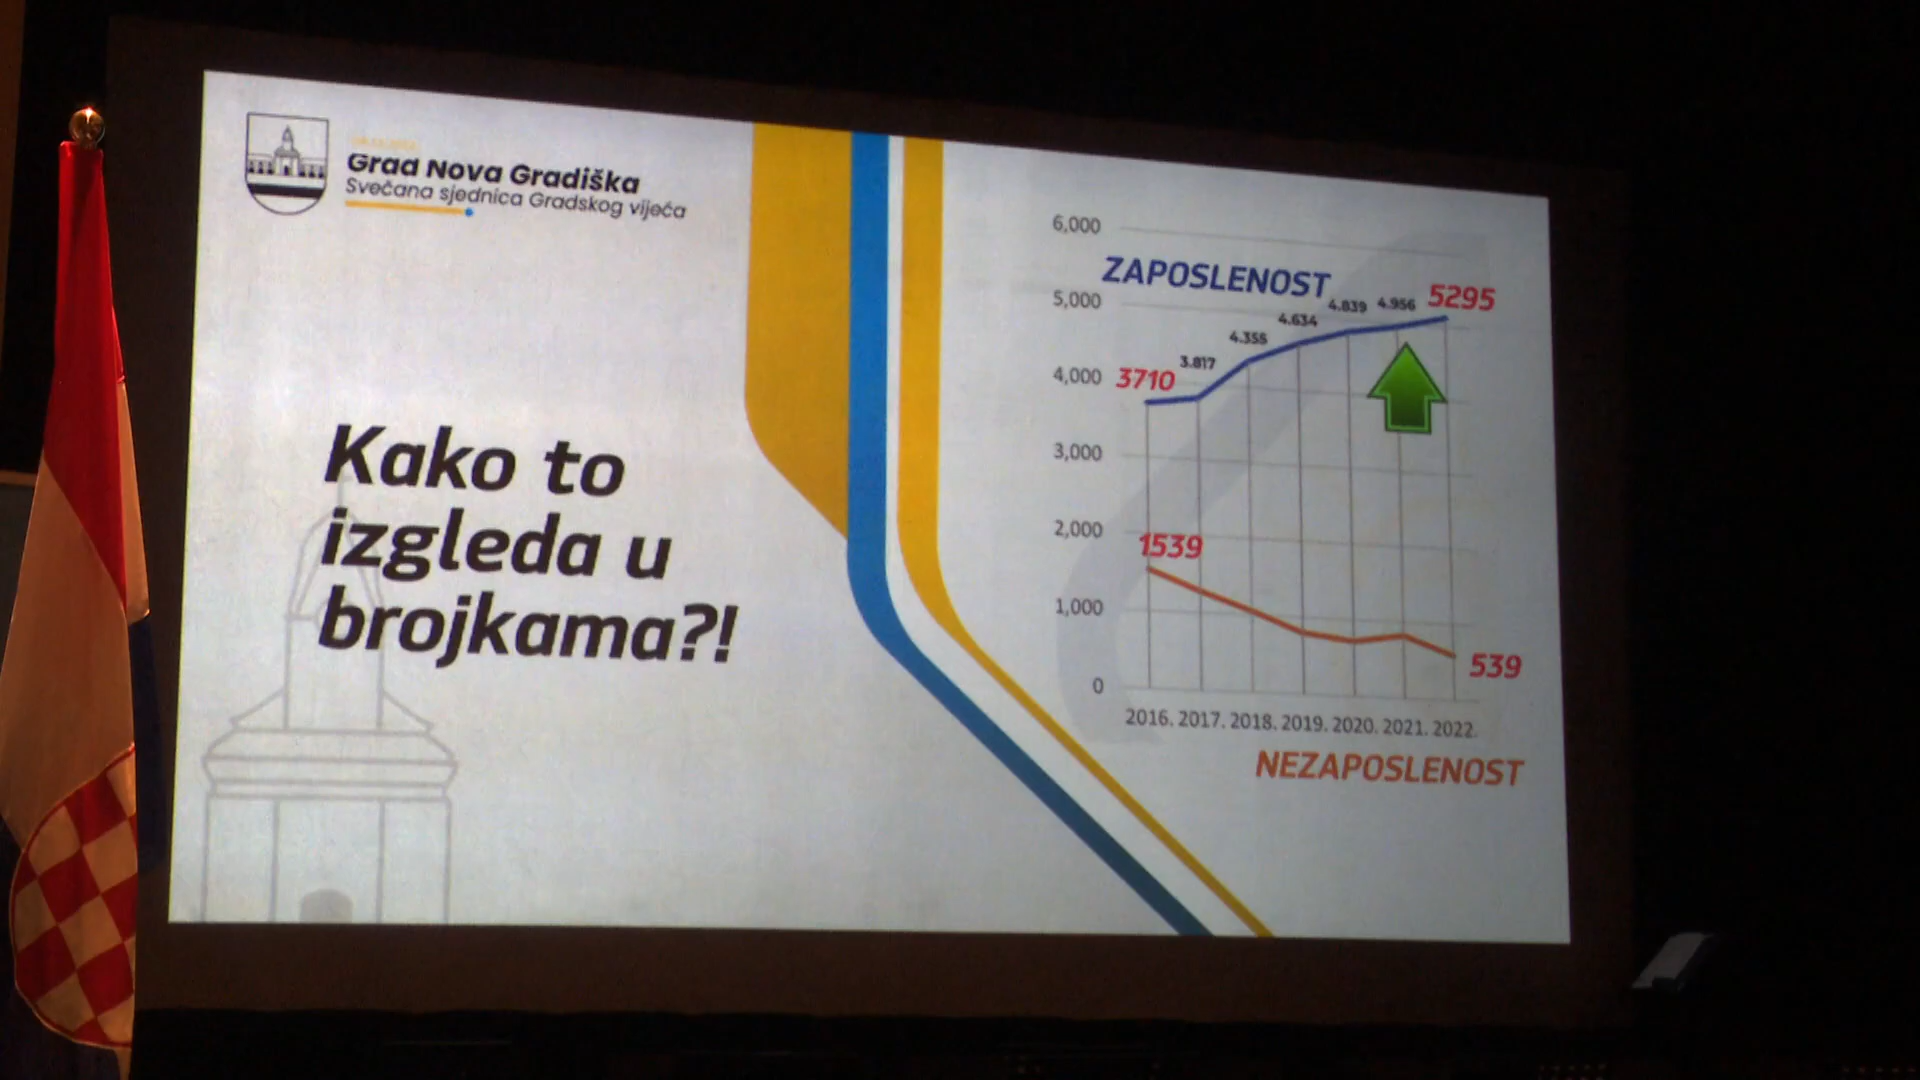 Grad Nova Gradiška
Svečana sjednica Gradskog vijeća
Kako to
izgleda u
brojkama?!
6,000
ZAPOSLENOST
5,000
4.839 4.956 5295
4.634
4.355
3.817
4,000 3710
3,000
2,000
1539
1,000
539
0
2016. 2017. 2018. 2019. 2020. 2021. 2022.
NEZAPOSLENOST